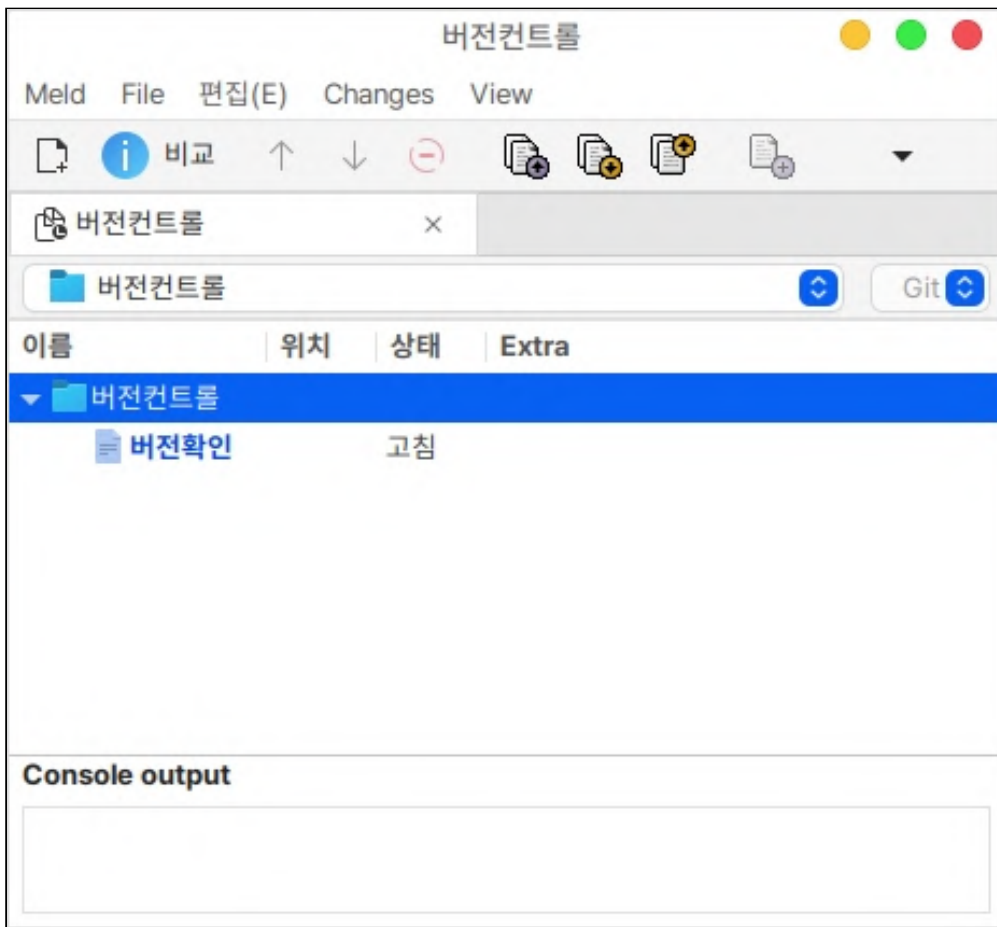 버전컨트롤
Meld File 편집(E) Changes View
비교
버전컨트롤
버전컨트롤 Git
이름 위치 상태 Extra
버전컨트롤
버전확인 고침
Console output